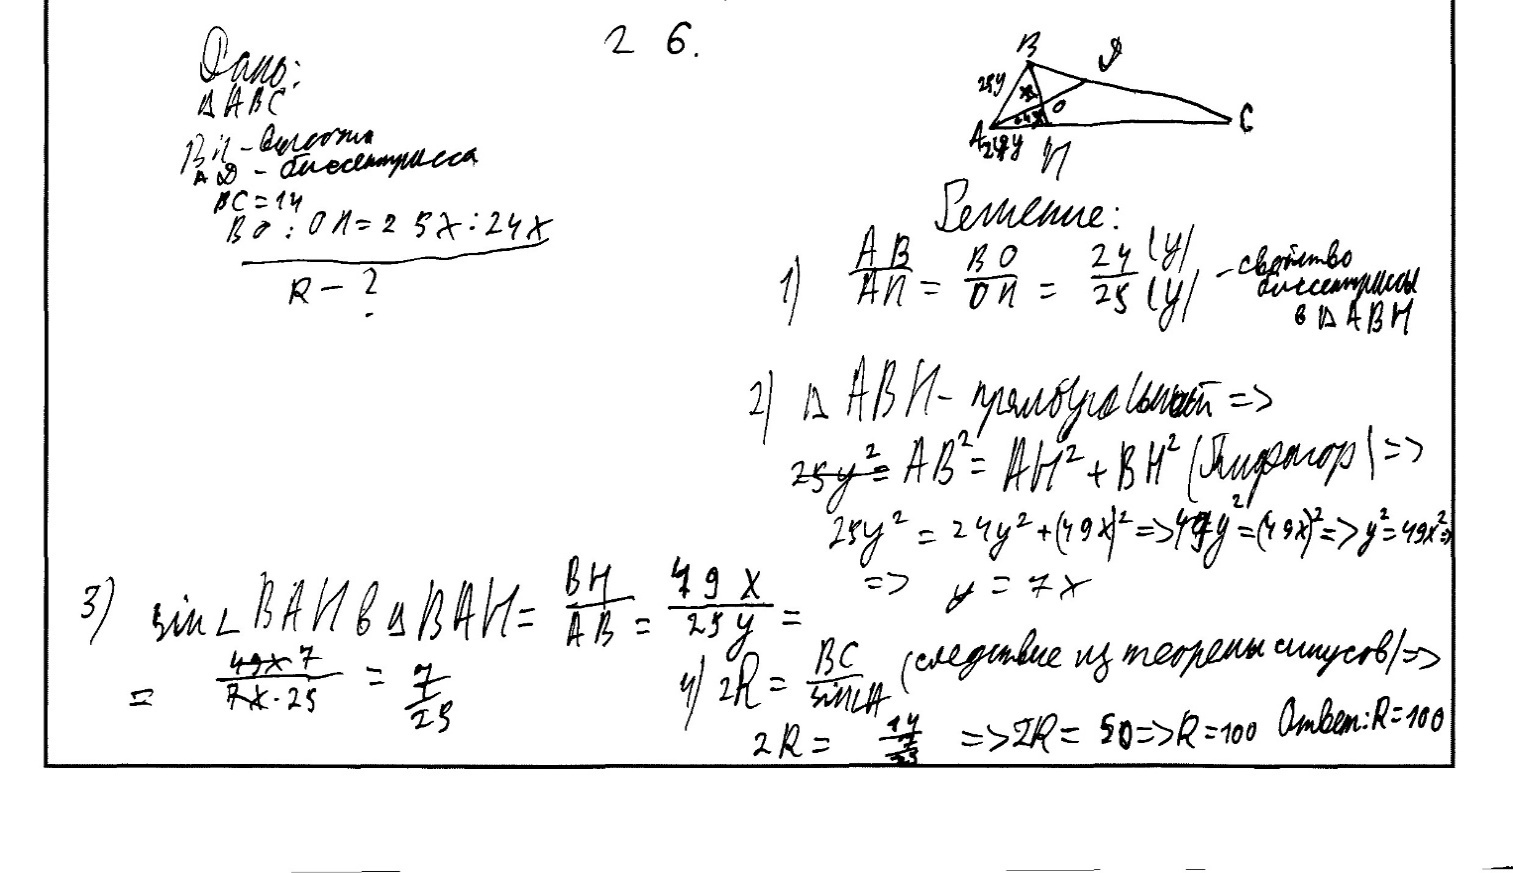 26.
Дано:
△ABC
BH - высота
AD - биссектрисса
BC = 14
BO : OH = 25x : 24x
R - ?
B
D
25y
O
A
24y
H
C
Решение:
1) AB/AH = BO/OH = 24(y)/25(y) - свойство биссектрисы в △ABH
2) △ABH - прямоугольный =>
AB² = AH² + BH² (Пифагор) =>
25y² = 24y² + (49x)² => 49y² = (49x)² => y² = 49x² =>
=> y = 7x
3) sin∠BAH в △BAH = BH/AB = 49x/25y =
= 49x·7/7x·25 = 7/25
4) 2R = BC/sin∠A (следствие из теоремы синусов) =>
2R = 14/(7/25) => 2R = 50 => R = 100 Ответ: R = 100